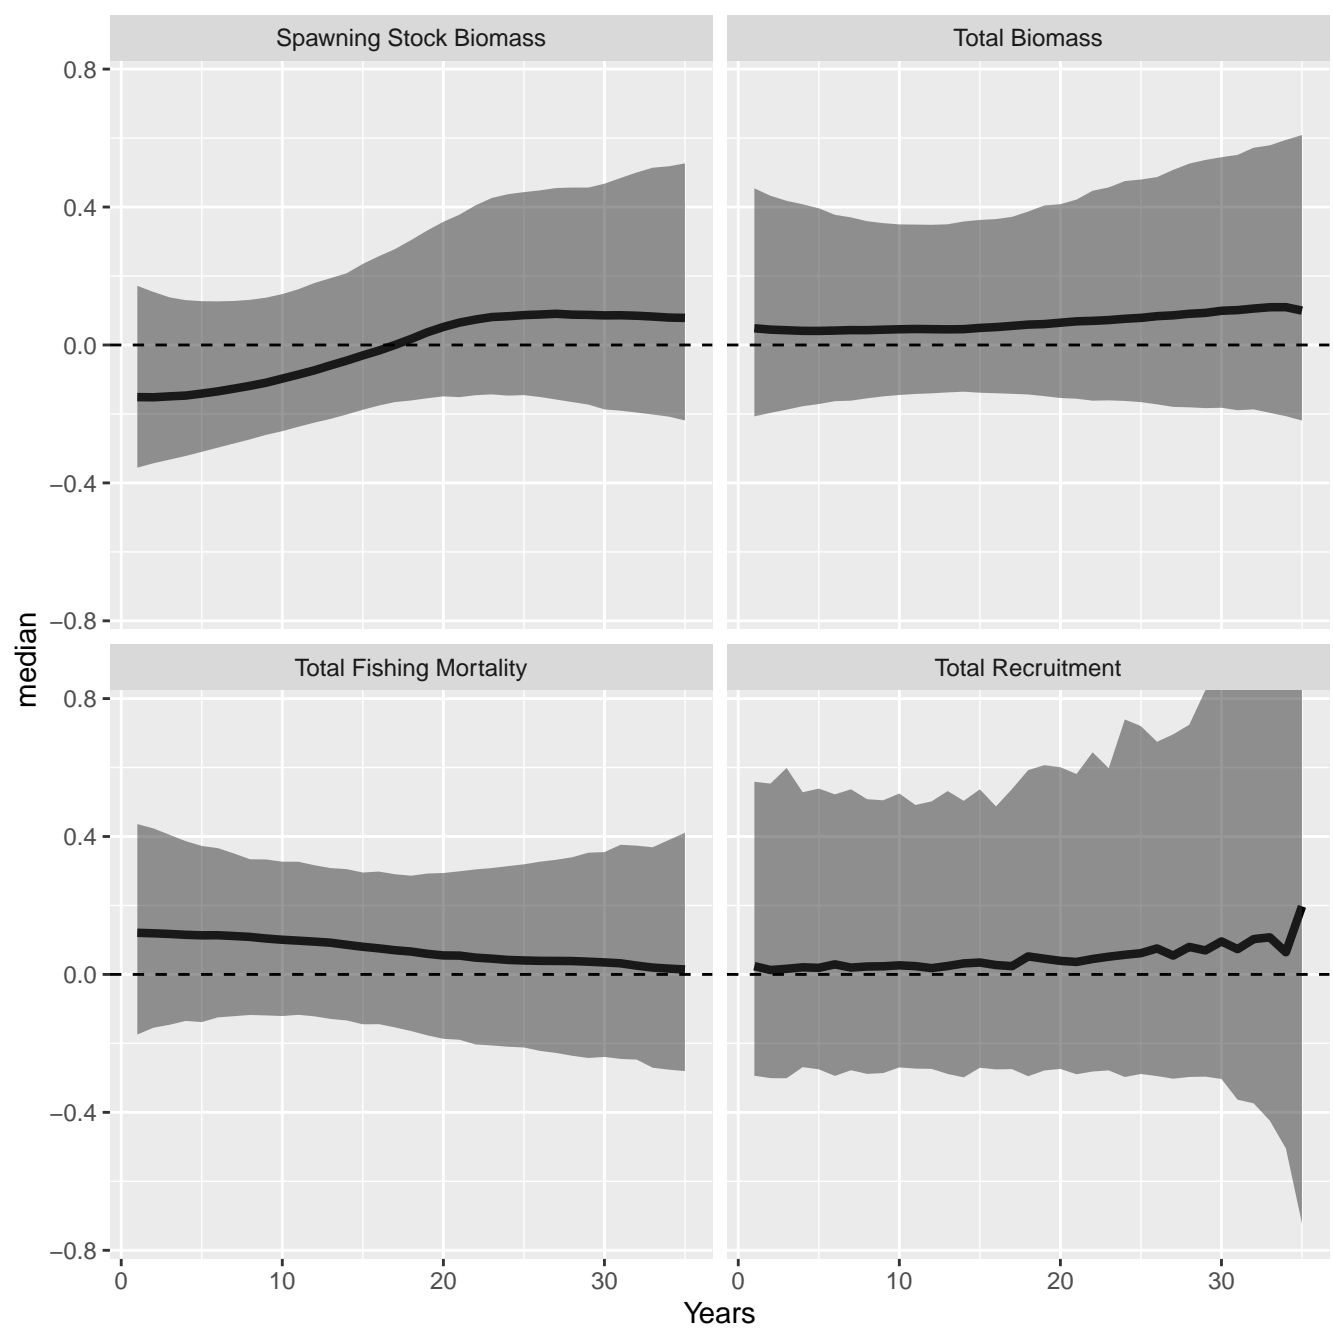 Spawning Stock Biomass
Total Biomass
0.8
0.4
0.0
−0.4
−0.8
median
Total Fishing Mortality
Total Recruitment
0.8
0.4
0.0
−0.4
−0.8
0 10 20 30
0 10 20 30
Years